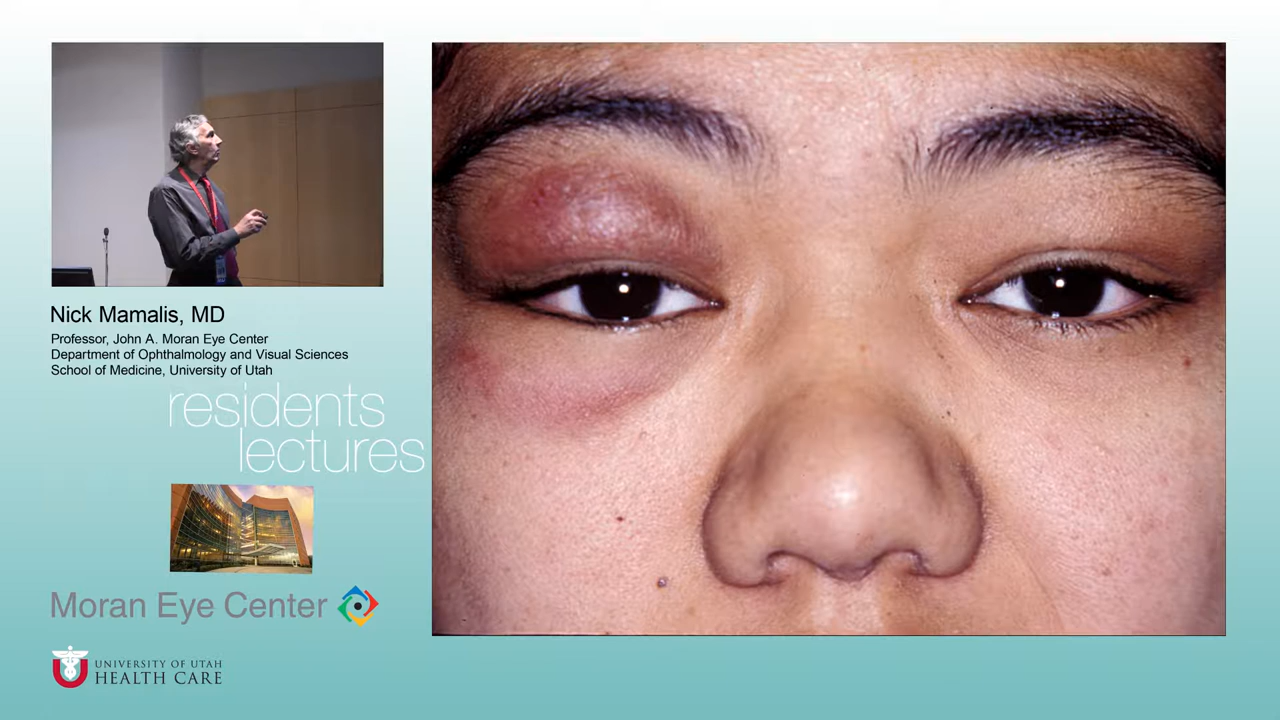 Nick Mamalis, MD
Professor, John A. Moran Eye Center
Department of Ophthalmology and Visual Sciences
School of Medicine, University of Utah
residents
lectures
Moran Eye Center
UNIVERSITY OF UTAH
HEALTH CARE